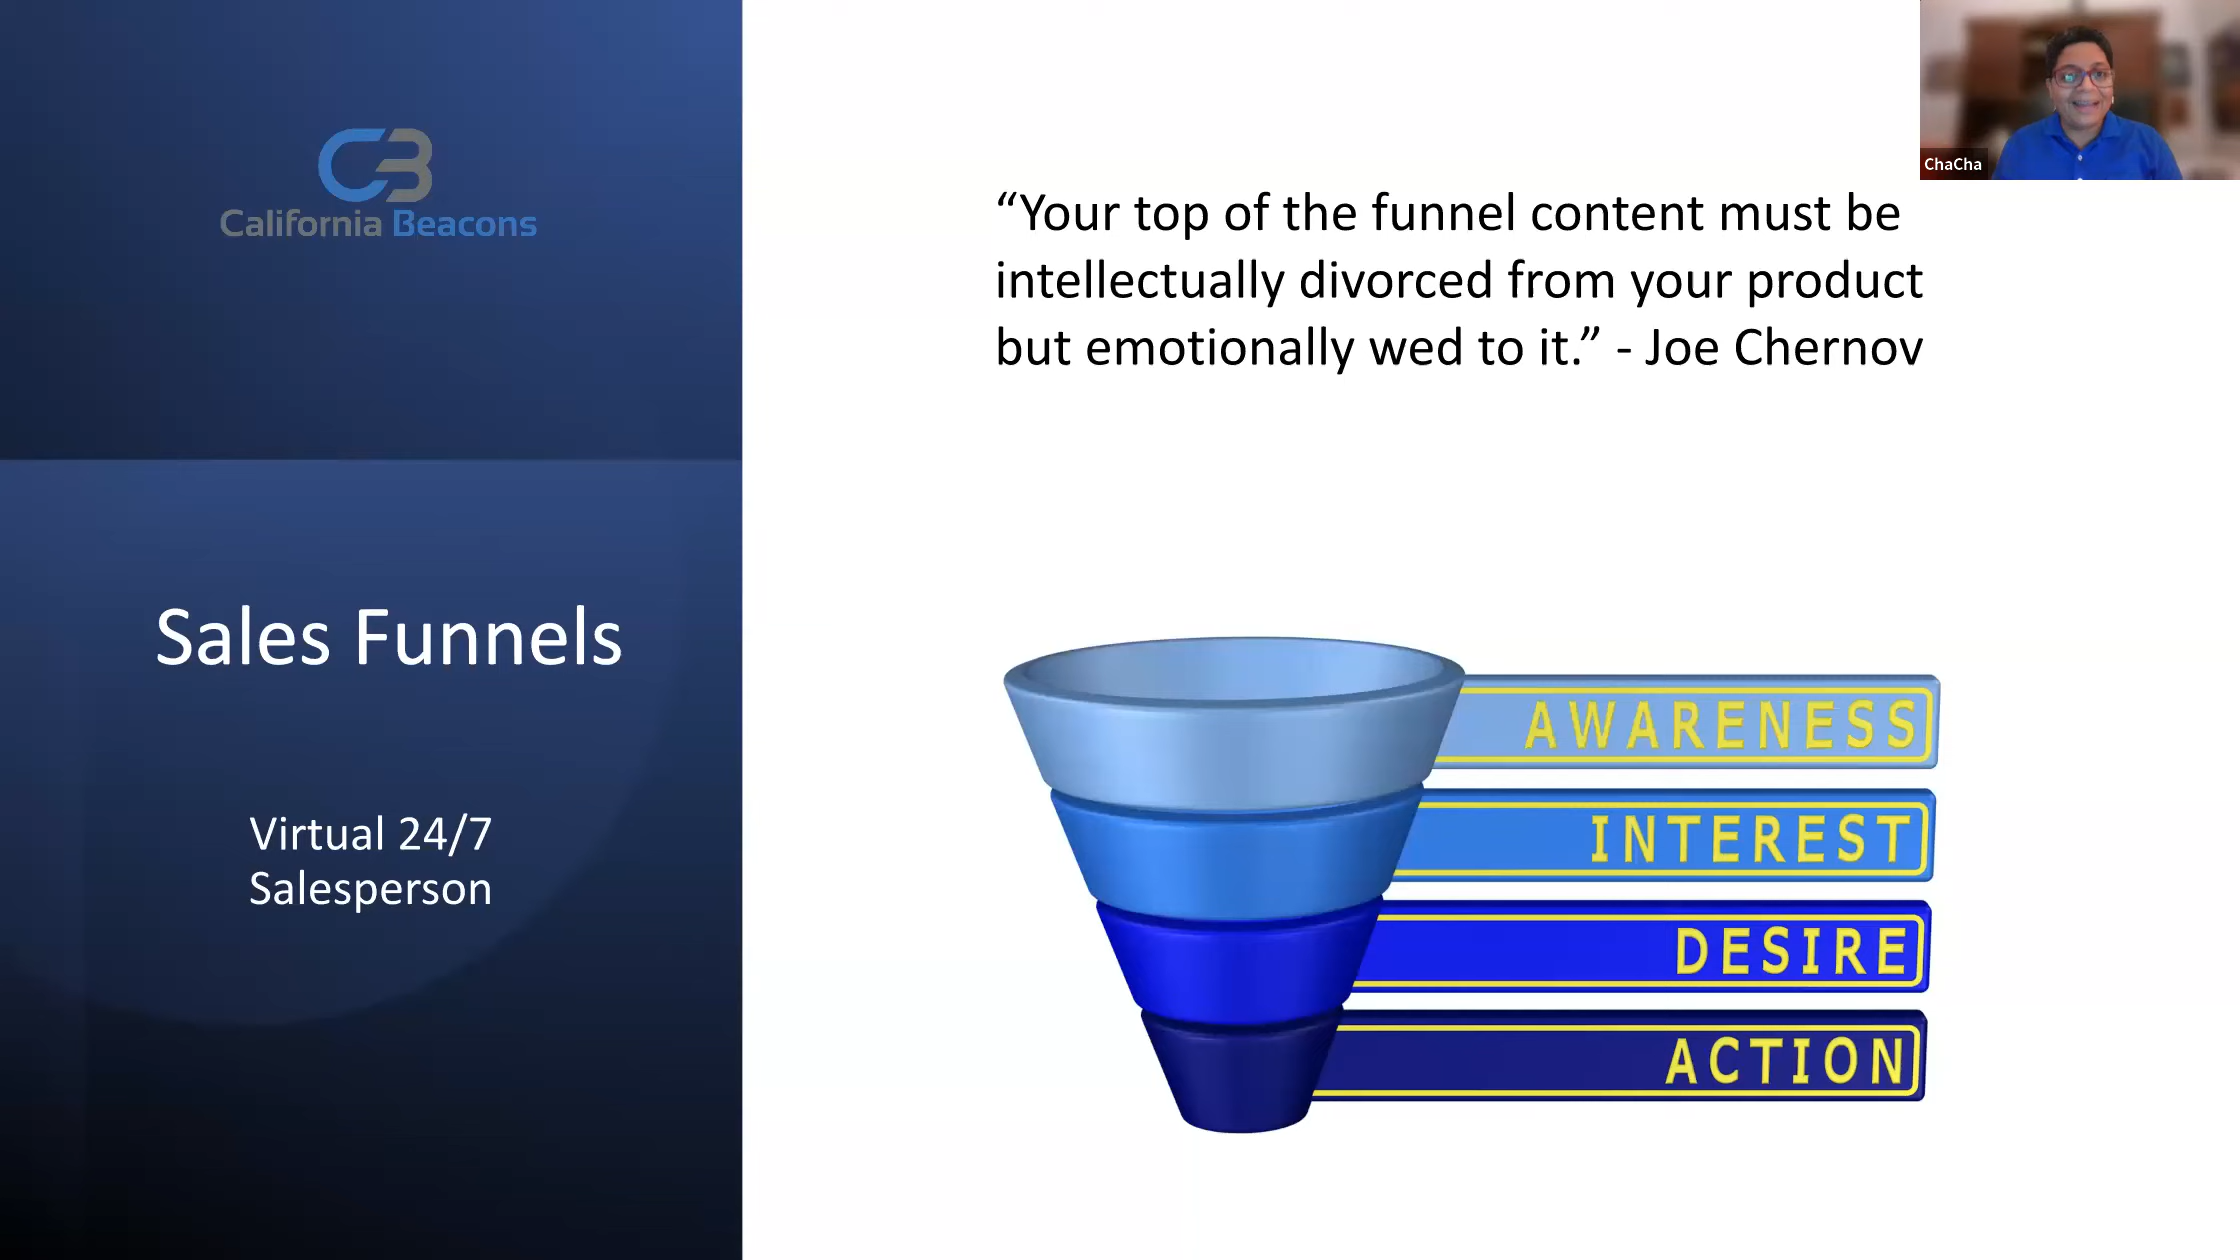 CB
California Beacons
Sales Funnels
Virtual 24/7
Salesperson
“Your top of the funnel content must be
intellectually divorced from your product
but emotionally wed to it.” - Joe Chernov
AWARENESS
INTEREST
DESIRE
ACTION
ChaCha